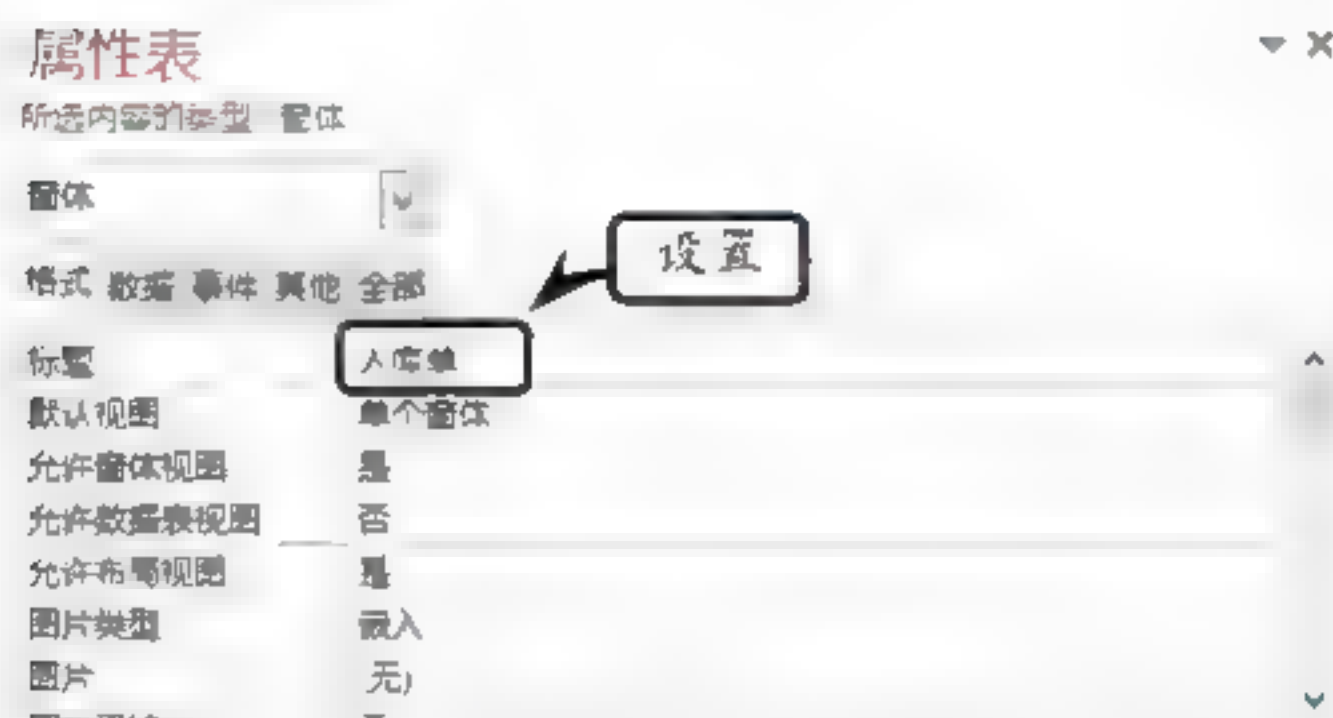 属性表
所选内容的类型 窗体
窗体
设置
格式 数据 事件 其他 全部
标题 入库单
默认视图 单个窗体
允许窗体视图 是
允许数据表视图 否
允许布局视图 是
图片类型 嵌入
图片 无)